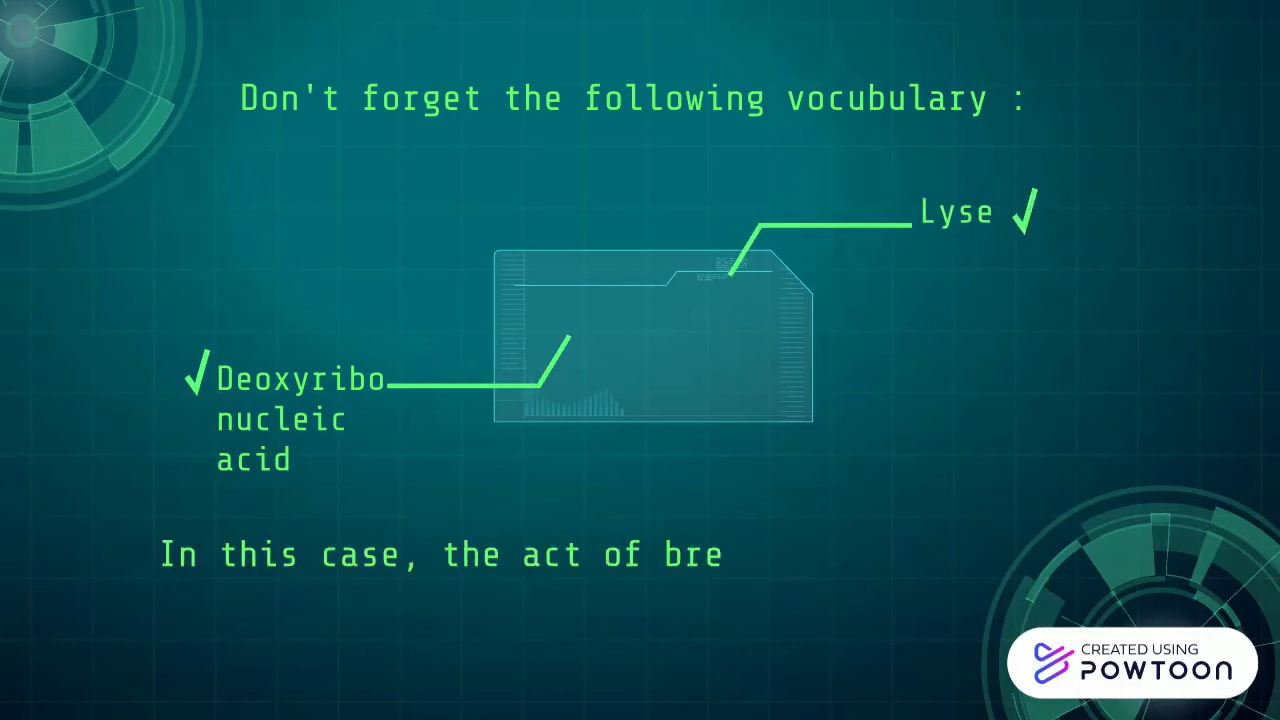 Don't forget the following vocubulary :
Lyse
Deoxyribo
nucleic
acid
In this case, the act of bre
CREATED USING
POWTOON